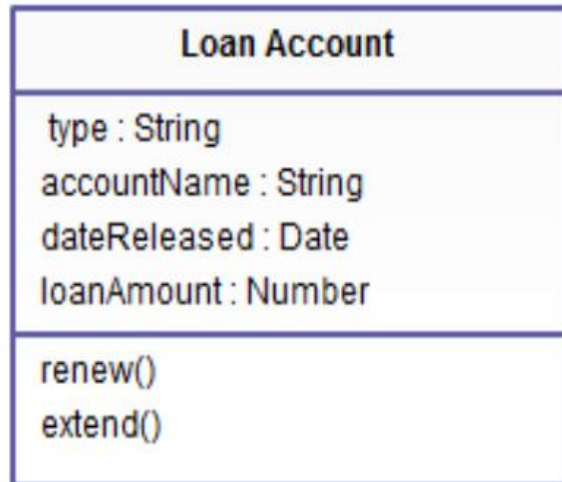 Loan Account
type : String
accountName : String
dateReleased : Date
loanAmount : Number
renew()
extend()